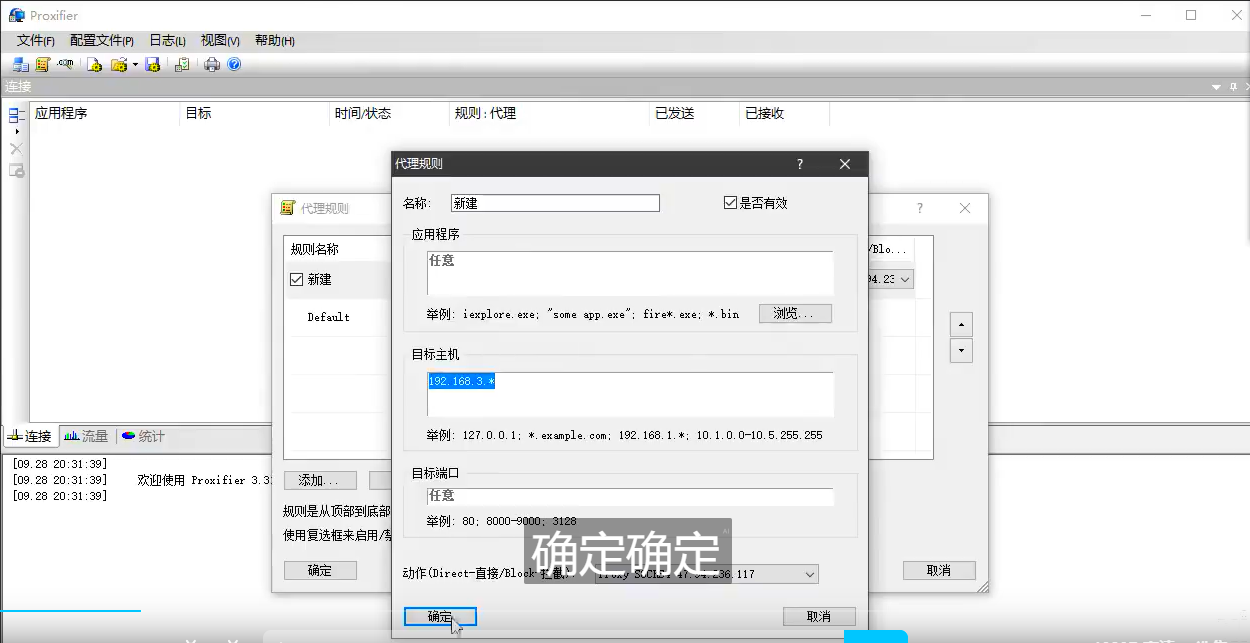 Proxifier
文件(F) 配置文件(P) 日志(L) 视图(V) 帮助(H)
连接
应用程序 目标 时间/状态 规则 : 代理 已发送 已接收
代理规则
规则名称
/Blo...
新建
94.23
Default
添加...
规则是从顶部到底部
使用复选框来启用/禁
确定
取消
代理规则
名称: 新建 是否有效
应用程序
任意
举例: iexplore.exe; "some app.exe"; fire*.exe; *.bin 浏览...
目标主机
192.168.3.*
举例: 127.0.0.1; *.example.com; 192.168.1.*; 10.1.0.0-10.5.255.255
目标端口
任意
举例: 80; 8000-9000; 3128
动作(Direct-直接/Block-拦截):
确定 取消
确定确定
连接 流量 统计
[09.28 20:31:39]
[09.28 20:31:39] 欢迎使用 Proxifier 3.3
[09.28 20:31:39]